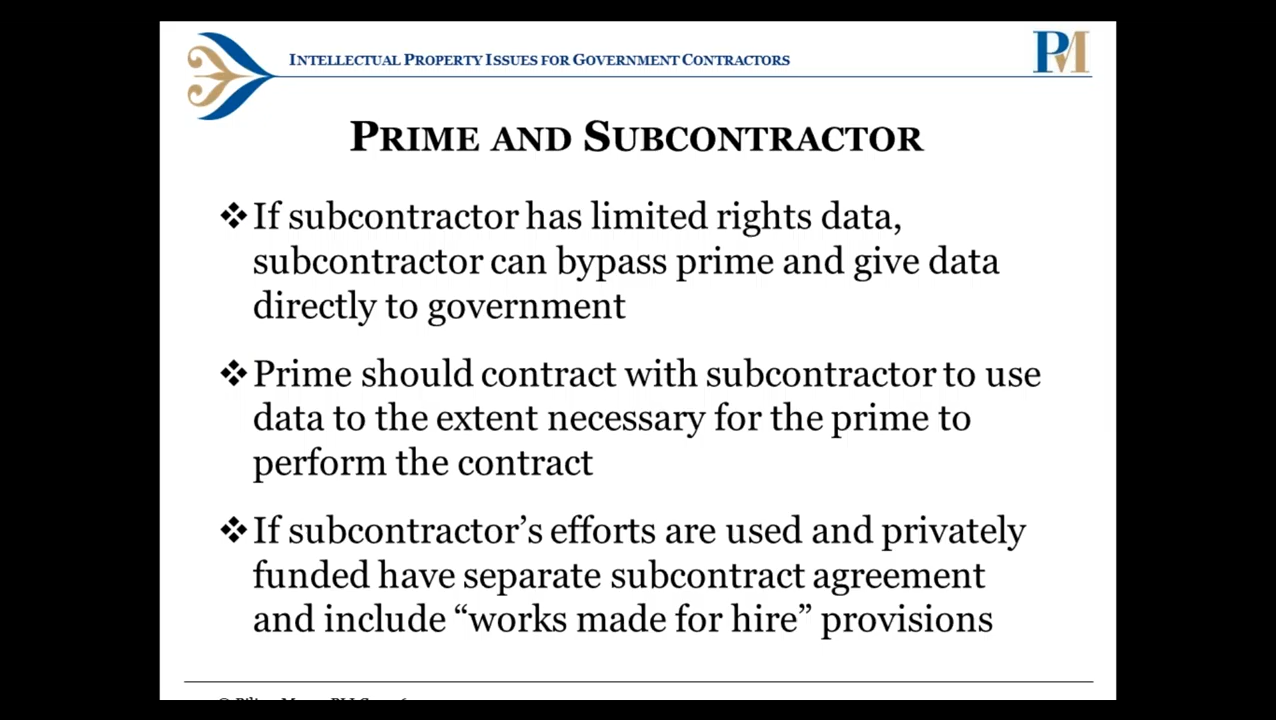 INTELLECTUAL PROPERTY ISSUES FOR GOVERNMENT CONTRACTORS
PM
PRIME AND SUBCONTRACTOR
❖ If subcontractor has limited rights data,
subcontractor can bypass prime and give data
directly to government
❖ Prime should contract with subcontractor to use
data to the extent necessary for the prime to
perform the contract
❖ If subcontractor’s efforts are used and privately
funded have separate subcontract agreement
and include “works made for hire” provisions